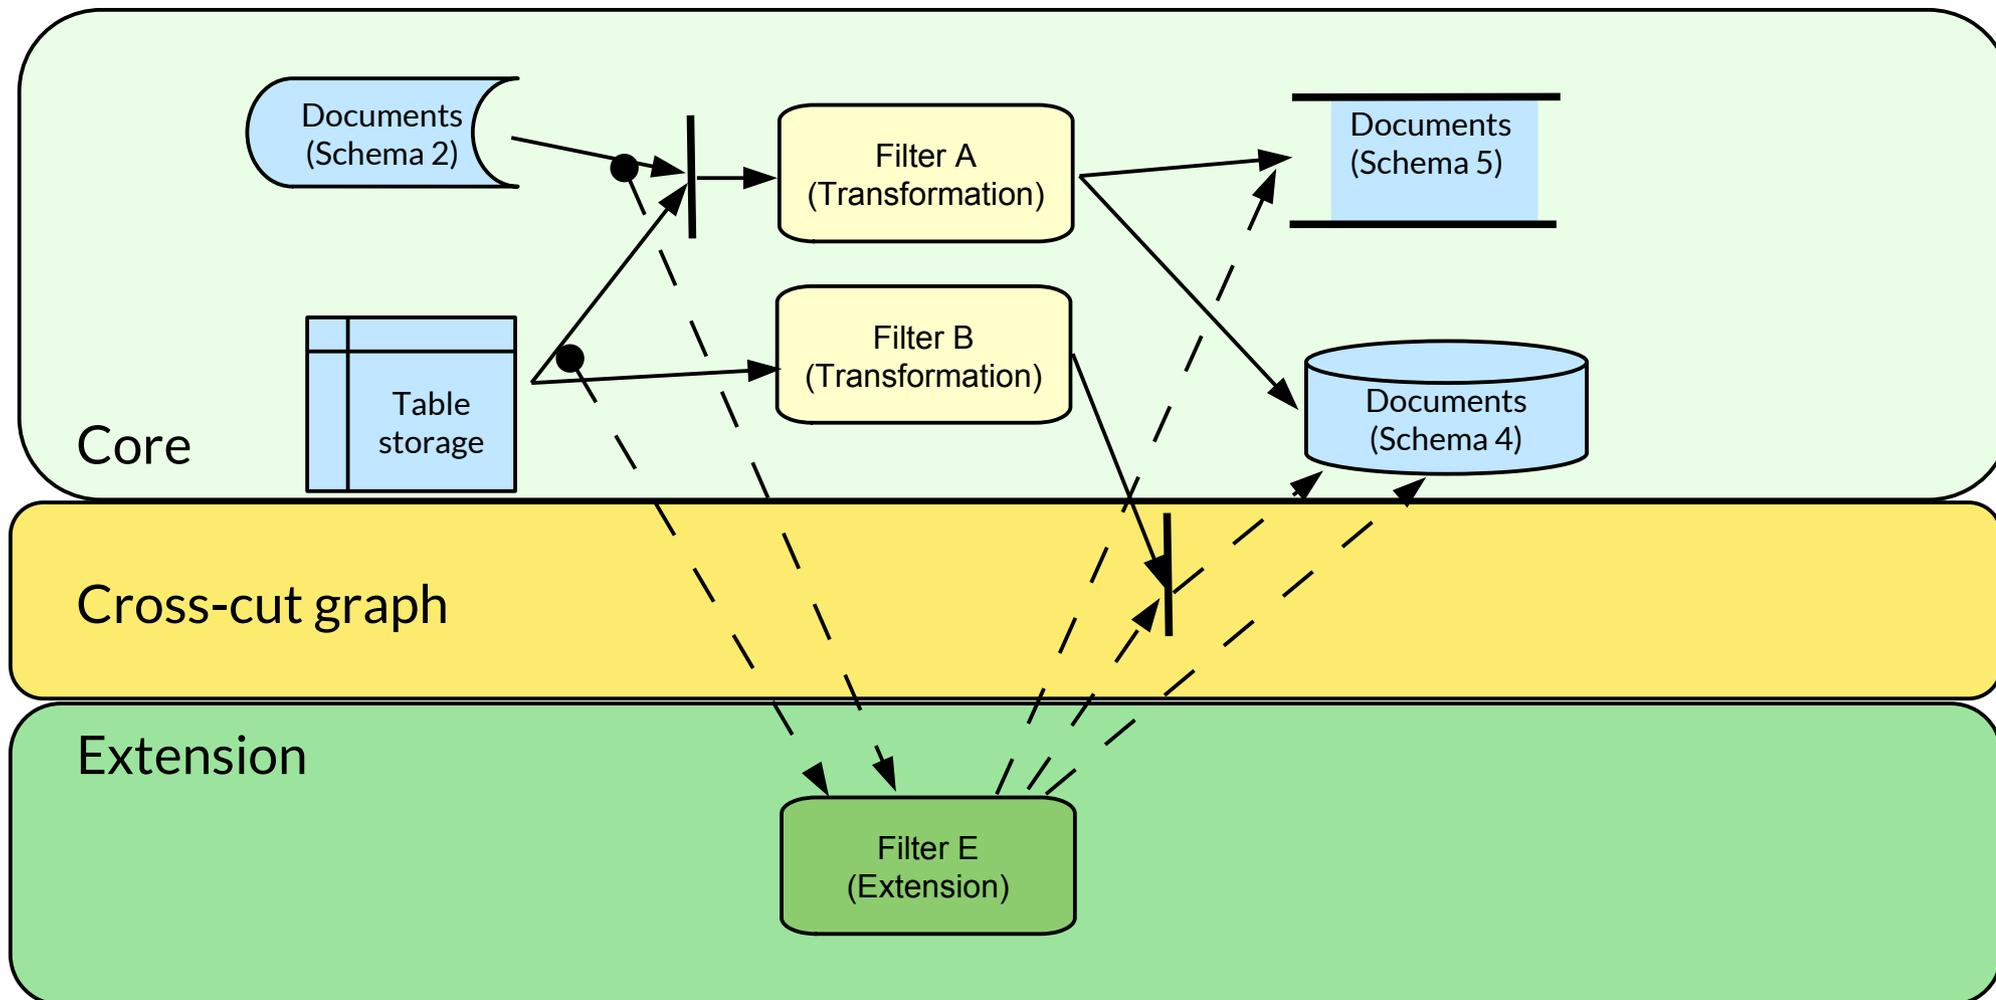 Documents
(Schema 2)
Filter A
(Transformation)
Documents
(Schema 5)
Table
storage
Filter B
(Transformation)
Documents
(Schema 4)
Core
Cross-cut graph
Extension
Filter E
(Extension)